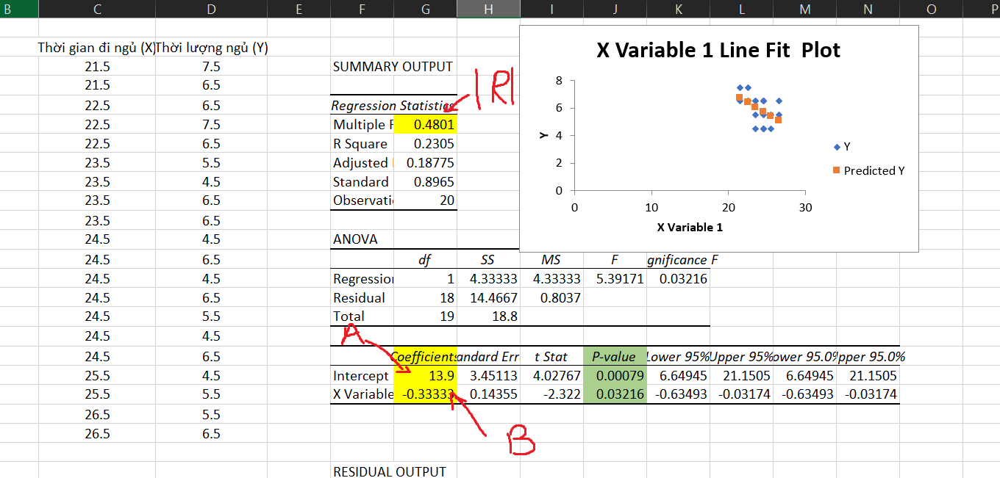 B C D E F G H I J K L M N O P
Thời gian đi ngủ (X) Thời lượng ngủ (Y)
21.5 7.5 SUMMARY OUTPUT
21.5 6.5
22.5 6.5 Regression Statistics
22.5 7.5 Multiple R 0.4801
22.5 6.5 R Square 0.2305
23.5 5.5 Adjusted 0.18775
23.5 4.5 Standard 0.8965
23.5 6.5 Observati 20
23.5 6.5
24.5 4.5 ANOVA
24.5 6.5 df SS MS F gnificance F
24.5 4.5 Regression 1 4.33333 4.33333 5.39171 0.03216
24.5 6.5 Residual 18 14.4667 0.8037
24.5 5.5 Total 19 18.8
24.5 4.5
24.5 6.5 Coefficients andard Err t Stat P-value Lower 95% Upper 95% ower 95.0% pper 95.0%
25.5 4.5 Intercept 13.9 3.45113 4.02767 0.00079 6.64945 21.1505 6.64945 21.1505
25.5 5.5 X Variable -0.33333 0.14355 -2.322 0.03216 -0.63493 -0.03174 -0.63493 -0.03174
26.5 5.5
26.5 6.5
RESIDUAL OUTPUT
|R|
A
B
X Variable 1 Line Fit Plot
8
6
4
2
0
Y
0 10 20 30
X Variable 1
Y
Predicted Y